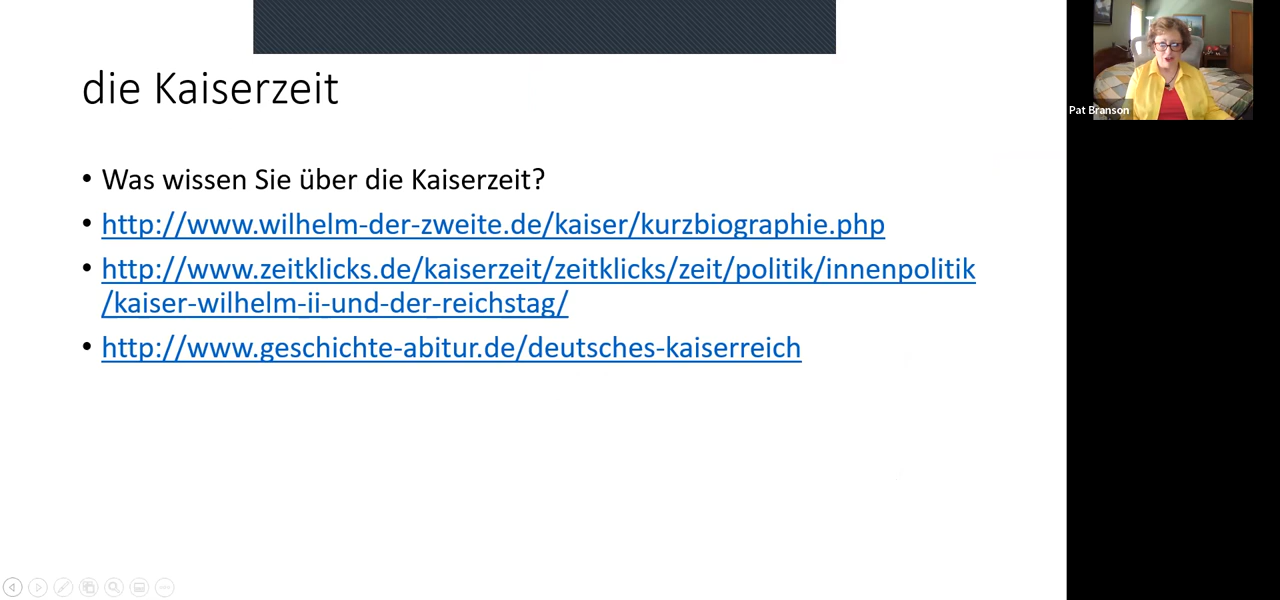 die Kaiserzeit
• Was wissen Sie über die Kaiserzeit?
• http://www.wilhelm-der-zweite.de/kaiser/kurzbiographie.php
• http://www.zeitklicks.de/kaiserzeit/zeitklicks/zeit/politik/innenpolitik
/kaiser-wilhelm-ii-und-der-reichstag/
• http://www.geschichte-abitur.de/deutsches-kaiserreich
Pat Branson